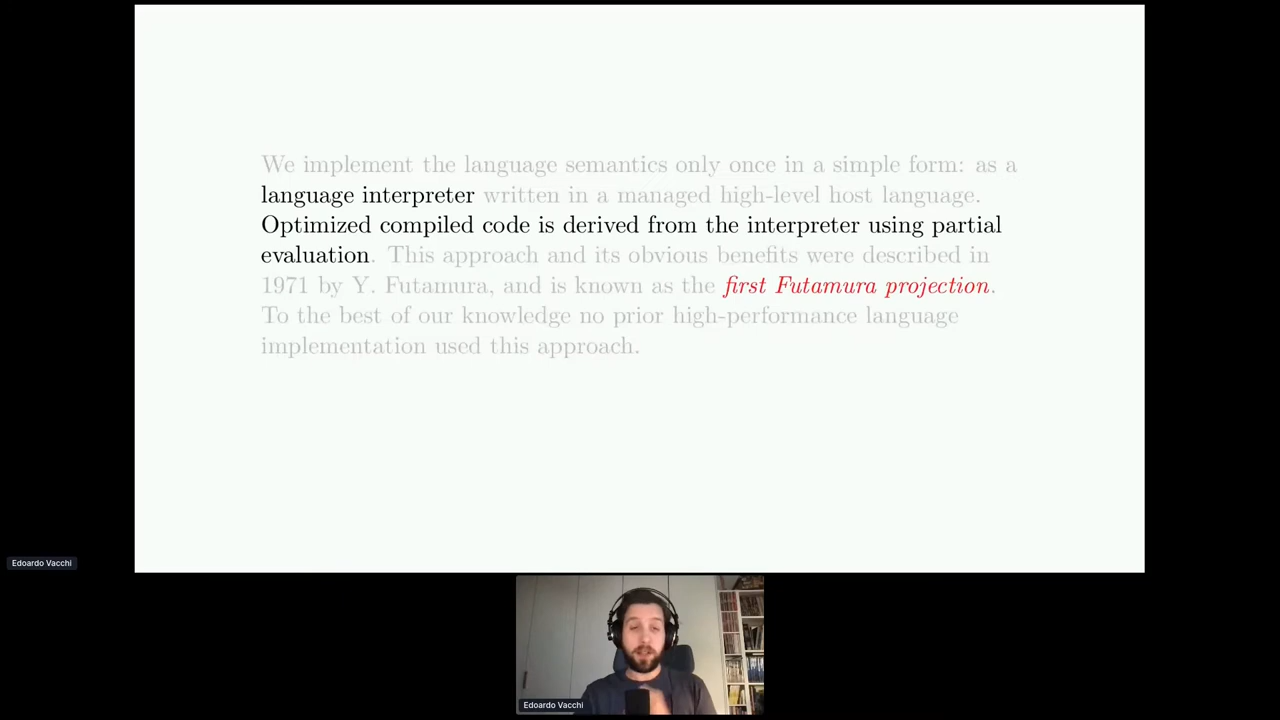 We implement the language semantics only once in a simple form: as a
language interpreter written in a managed high-level host language.
Optimized compiled code is derived from the interpreter using partial
evaluation. This approach and its obvious benefits were described in
1971 by Y. Futamura, and is known as the first Futamura projection.
To the best of our knowledge no prior high-performance language
implementation used this approach.
Edoardo Vacchi
Edoardo Vacchi